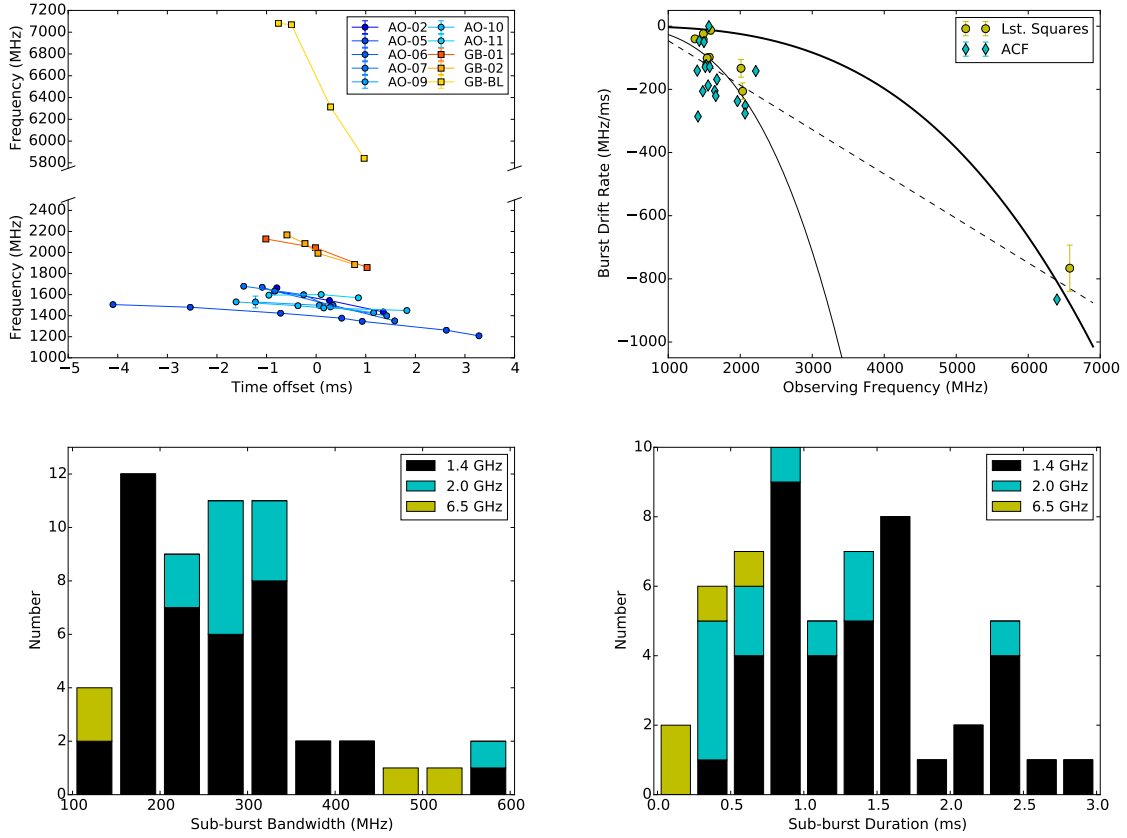 7200
7000
6800
6600
6400
6200
6000
5800
Frequency (MHz)
AO-02
AO-05
AO-06
AO-07
AO-09
AO-10
AO-11
GB-01
GB-02
GB-BL
2400
2200
2000
1800
1600
1400
1200
1000
Frequency (MHz)
−5 −4 −3 −2 −1 0 1 2 3 4
Time offset (ms)
0
−200
−400
−600
−800
−1000
Burst Drift Rate (MHz/ms)
Lst. Squares
ACF
1000 2000 3000 4000 5000 6000 7000
Observing Frequency (MHz)
12
10
8
6
4
2
0
Number
1.4 GHz
2.0 GHz
6.5 GHz
100 200 300 400 500 600
Sub-burst Bandwidth (MHz)
10
8
6
4
2
0
Number
1.4 GHz
2.0 GHz
6.5 GHz
0.0 0.5 1.0 1.5 2.0 2.5 3.0
Sub-burst Duration (ms)